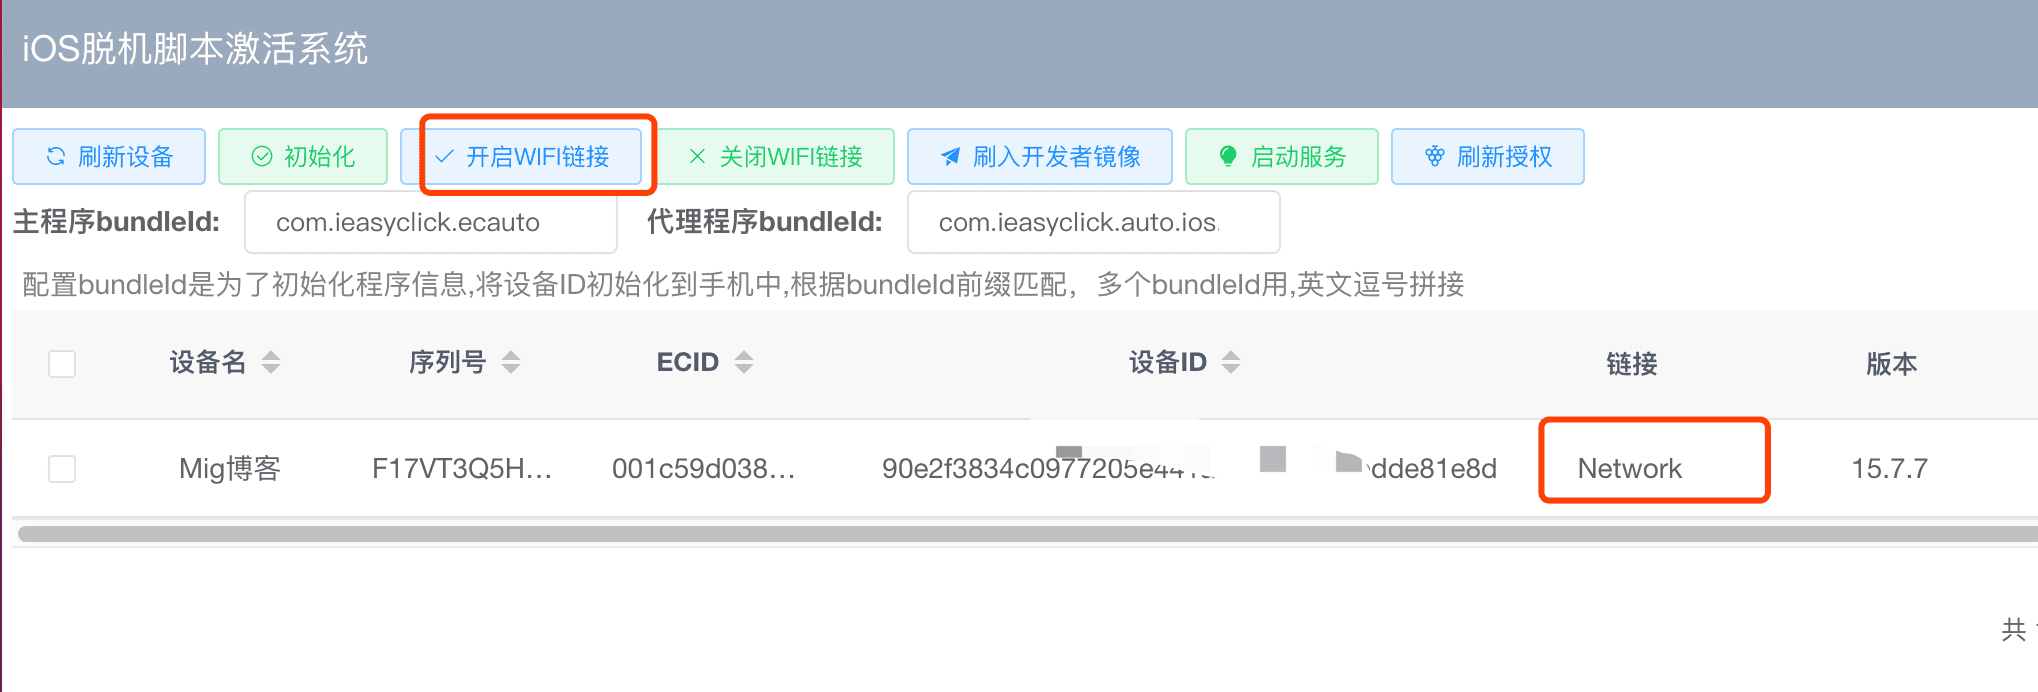 iOS脱机脚本激活系统
刷新设备 初始化 开启WIFI链接 关闭WIFI链接 刷入开发者镜像 启动服务 刷新授权
主程序bundleId: com.ieasyclick.ecauto 代理程序bundleId: com.ieasyclick.auto.ios.
配置bundleId是为了初始化程序信息,将设备ID初始化到手机中,根据bundleId前缀匹配，多个bundleId用,英文逗号拼接
设备名 序列号 ECID 设备ID 链接 版本
Mig博客 F17VT3Q5H... 001c59d038... 90e2f3834c0977205e441 dde81e8d Network 15.7.7
共